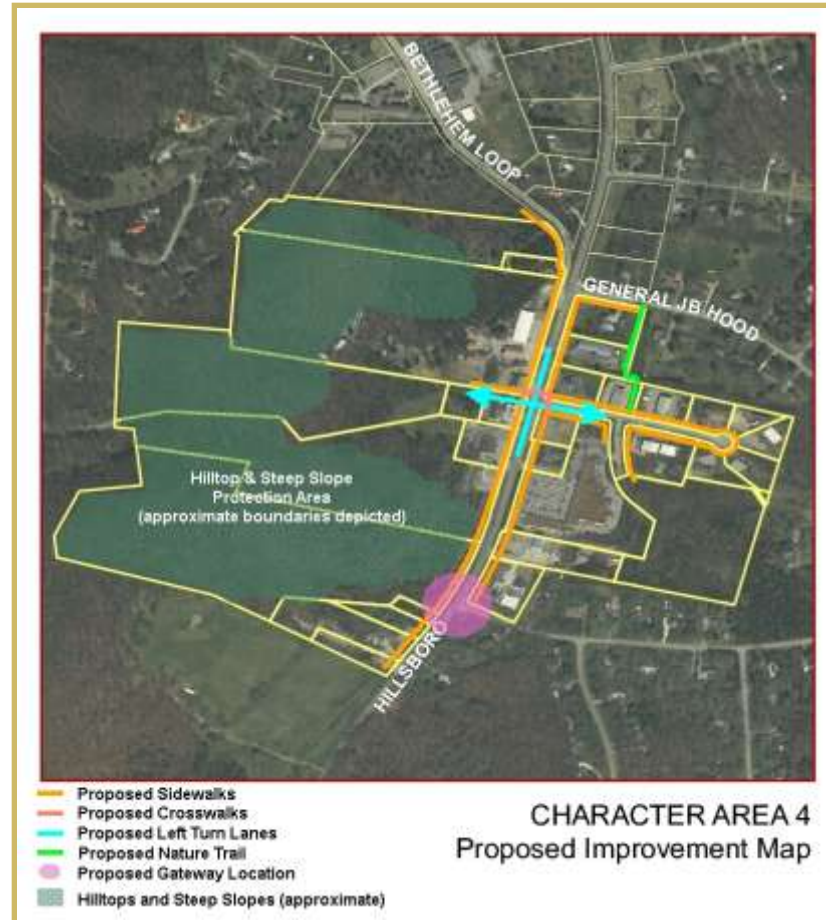 BETHLEHEM LOOP
GENERAL JB HOOD
Hilltop & Steep Slope
Protection Area
(approximate boundaries depicted)
HILLSBORO
Proposed Sidewalks
Proposed Crosswalks
Proposed Left Turn Lanes
Proposed Nature Trail
Proposed Gateway Location
Hilltops and Steep Slopes (approximate)
CHARACTER AREA 4
Proposed Improvement Map